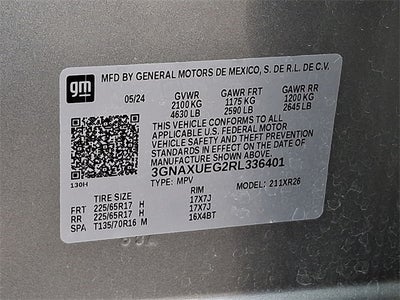 gm
MFD BY GENERAL MOTORS DE MEXICO, S. DE R.L. DE C.V.
05/24 GVWR GAWR FRT GAWR RR
2100 KG 1175 KG 1200 KG
4630 LB 2590 LB 2645 LB
THIS VEHICLE CONFORMS TO ALL
APPLICABLE U.S. FEDERAL MOTOR
VEHICLE SAFETY AND THEFT PREVENTION
STANDARDS IN EFFECT ON THE DATE OF
MANUFACTURE SHOWN ABOVE.
3GNAXUEG2RL336401
130H TYPE: MPV MODEL: 211XR26
TIRE SIZE RIM
FRT 225/65R17 H 17X7J
RR 225/65R17 H 17X7J
SPA T135/70R16 M 16X4BT